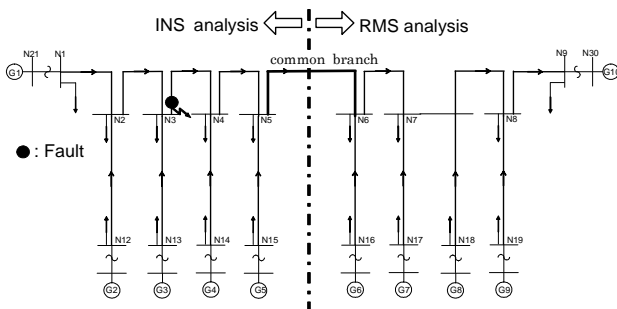 INS analysis
RMS analysis
common branch
N21 N1
N9 N30
G1
G10
N2 N3 N4 N5 N6 N7 N8
● : Fault
N12 N13 N14 N15 N16 N17 N18 N19
G2 G3 G4 G5 G6 G7 G8 G9